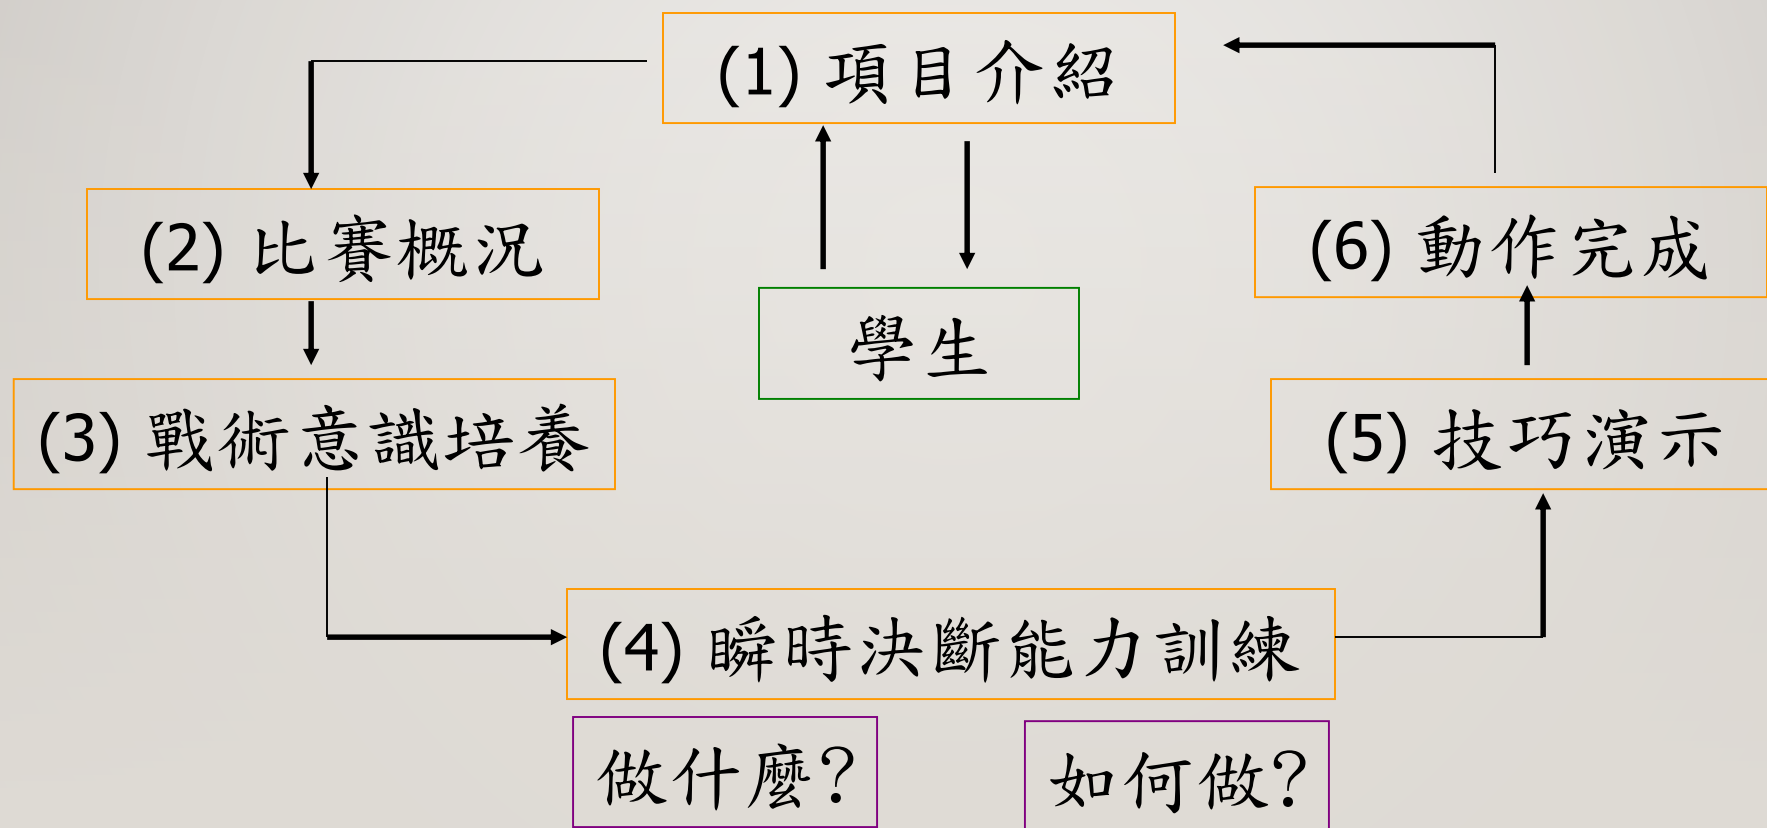 (1) 項目介紹
(2) 比賽概況
(6) 動作完成
學生
(3) 戰術意識培養
(5) 技巧演示
(4) 瞬時決斷能力訓練
做什麼?
如何做?